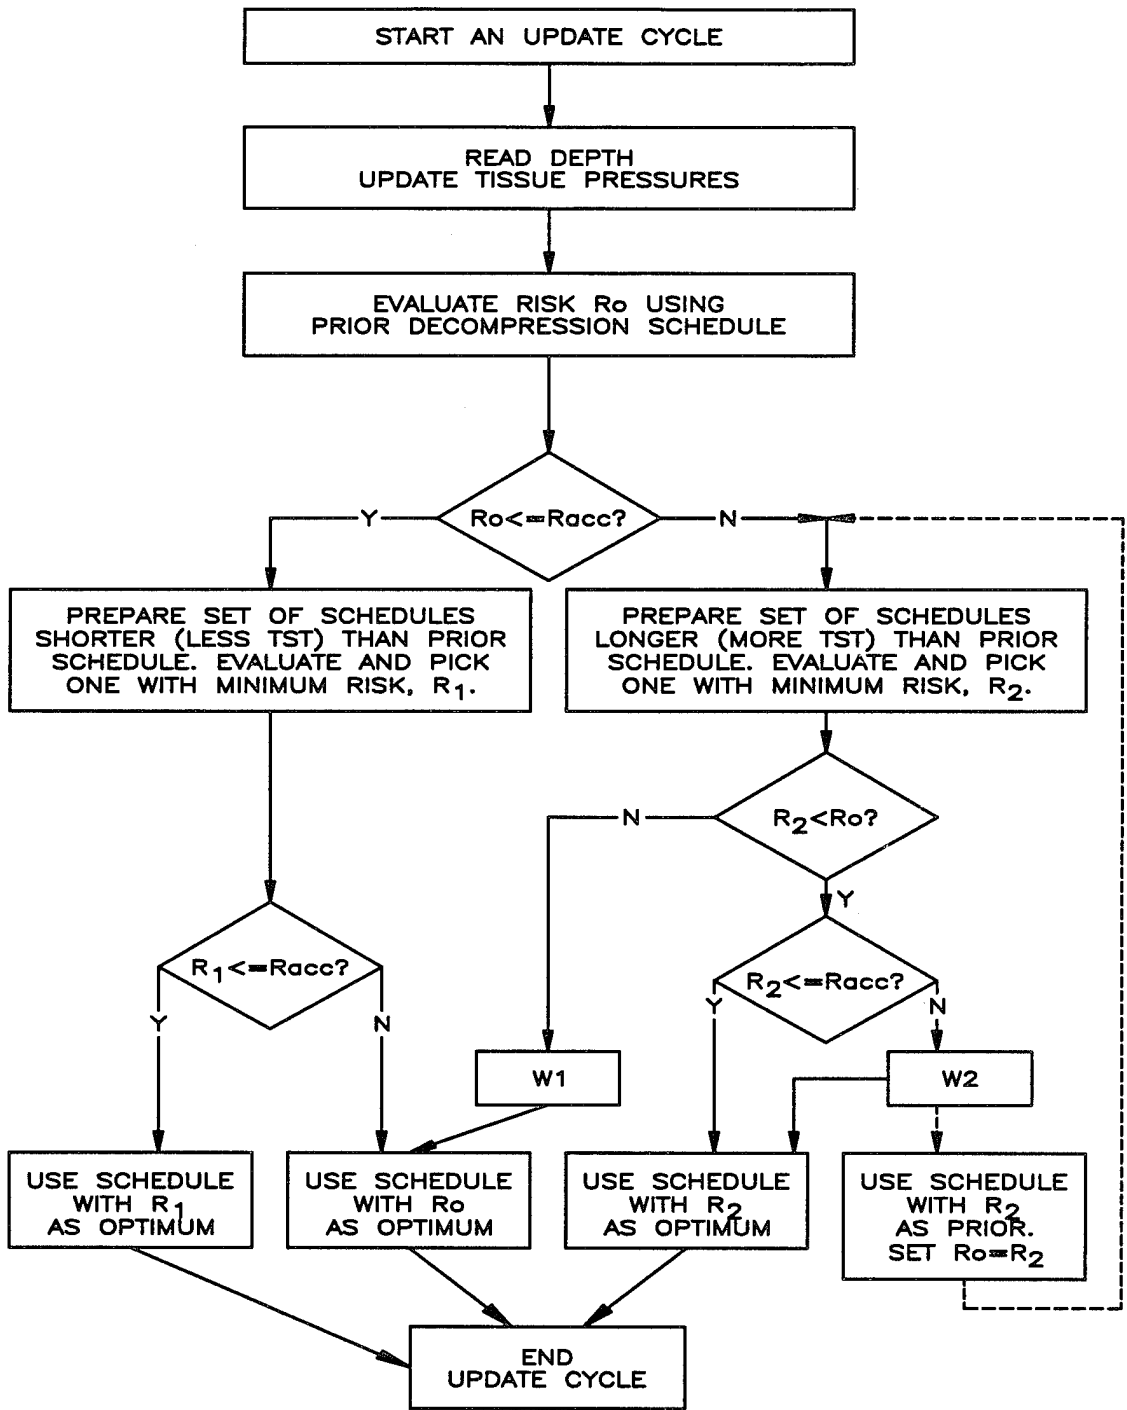 START AN UPDATE CYCLE
READ DEPTH
UPDATE TISSUE PRESSURES
EVALUATE RISK Ro USING
PRIOR DECOMPRESSION SCHEDULE
Ro<=Racc?
Y
N
PREPARE SET OF SCHEDULES
SHORTER (LESS TST) THAN PRIOR
SCHEDULE. EVALUATE AND PICK
ONE WITH MINIMUM RISK, R1.
PREPARE SET OF SCHEDULES
LONGER (MORE TST) THAN PRIOR
SCHEDULE. EVALUATE AND PICK
ONE WITH MINIMUM RISK, R2.
R2<Ro?
N
Y
R1<=Racc?
Y
N
R2<=Racc?
Y
N
W1
W2
USE SCHEDULE
WITH R1
AS OPTIMUM
USE SCHEDULE
WITH Ro
AS OPTIMUM
USE SCHEDULE
WITH R2
AS OPTIMUM
USE SCHEDULE
WITH R2
AS PRIOR.
SET Ro=R2
END
UPDATE CYCLE